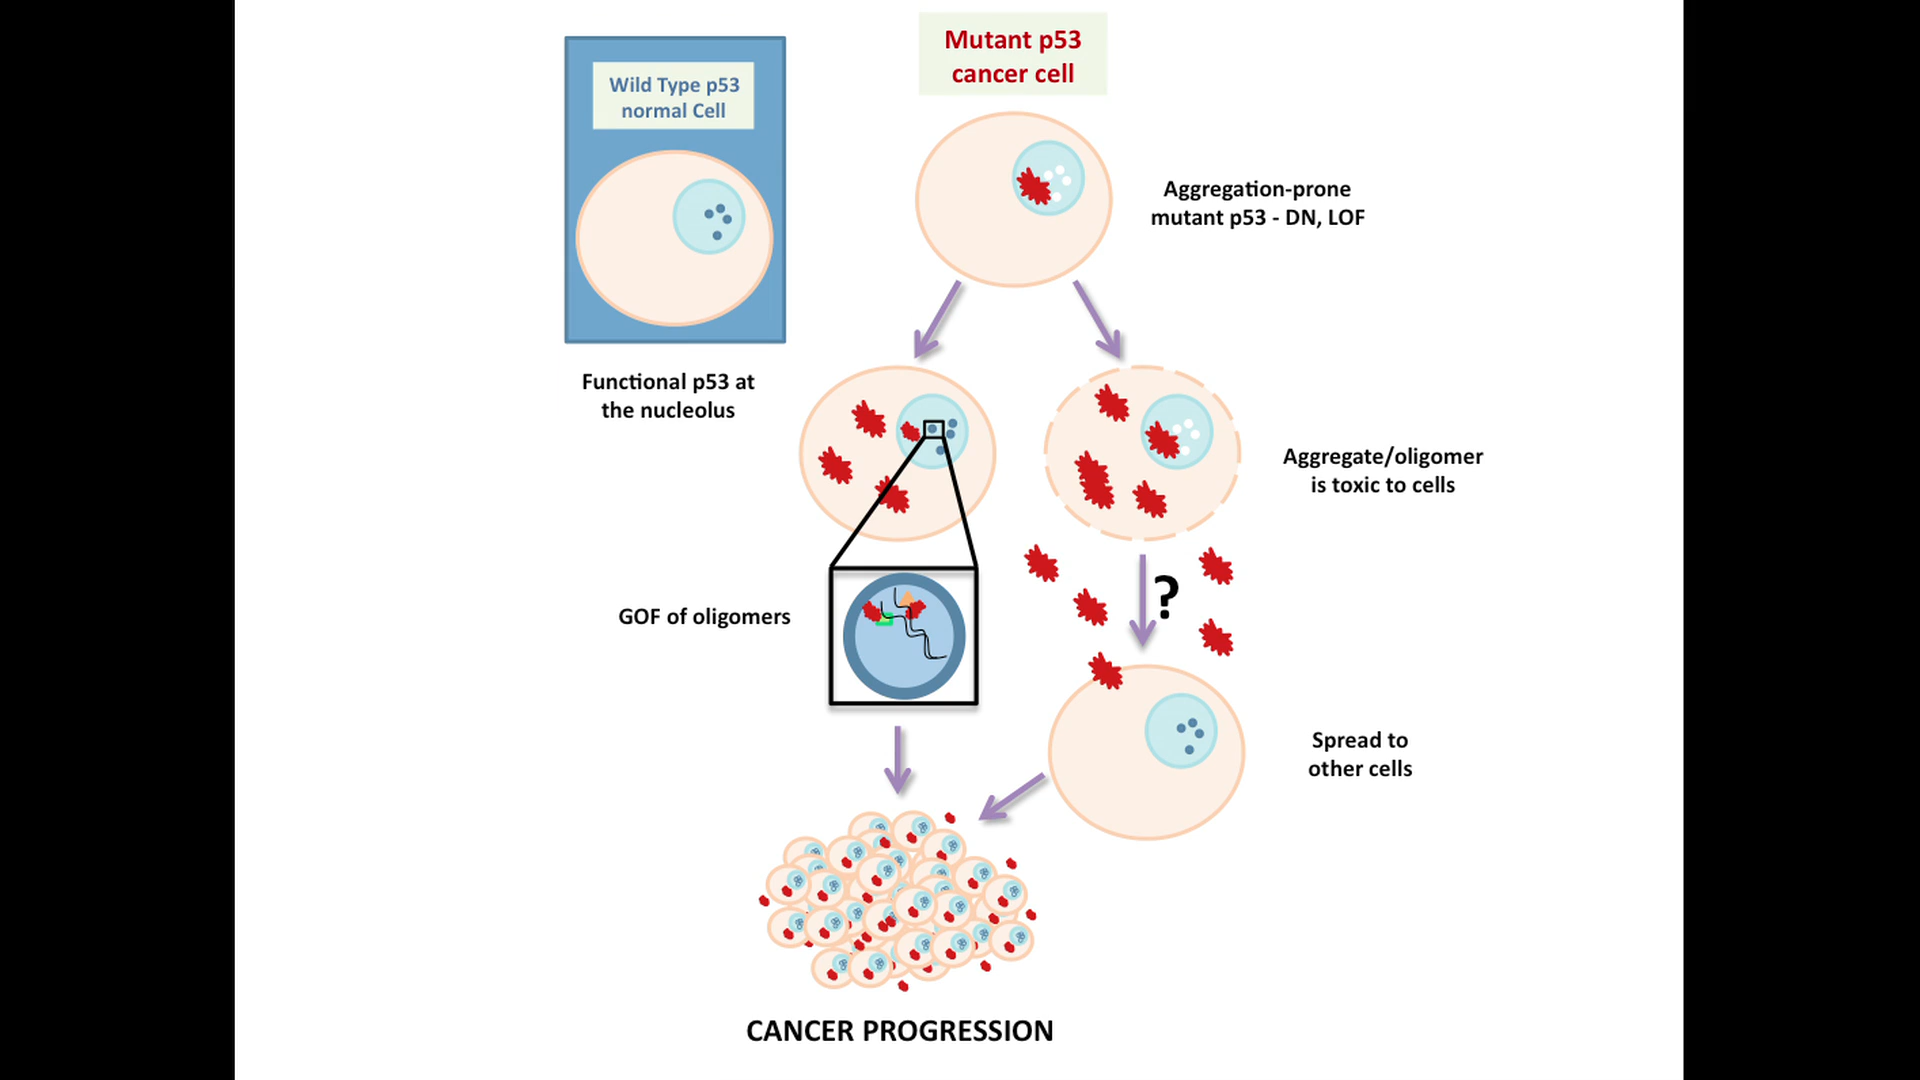 Wild Type p53
normal Cell
Functional p53 at
the nucleolus
Mutant p53
cancer cell
Aggregation-prone
mutant p53 - DN, LOF
Aggregate/oligomer
is toxic to cells
GOF of oligomers
?
Spread to
other cells
CANCER PROGRESSION